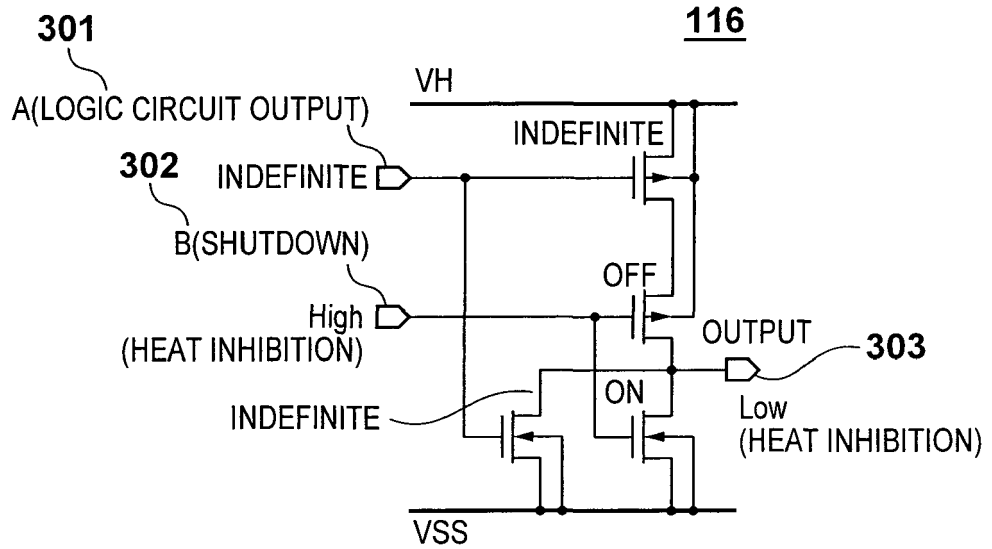 301
116
VH
A(LOGIC CIRCUIT OUTPUT)
INDEFINITE
302
INDEFINITE
B(SHUTDOWN)
OFF
High
(HEAT INHIBITION)
OUTPUT
303
ON
INDEFINITE
Low
(HEAT INHIBITION)
VSS